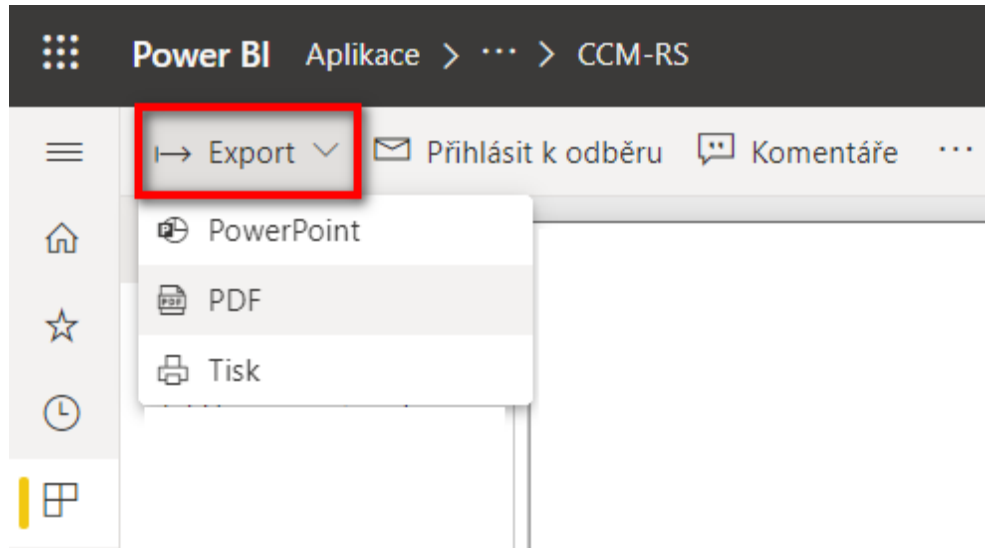 Power BI Aplikace > ··· > CCM-RS
Export Přihlásit k odběru Komentáře ···
PowerPoint
PDF
Tisk